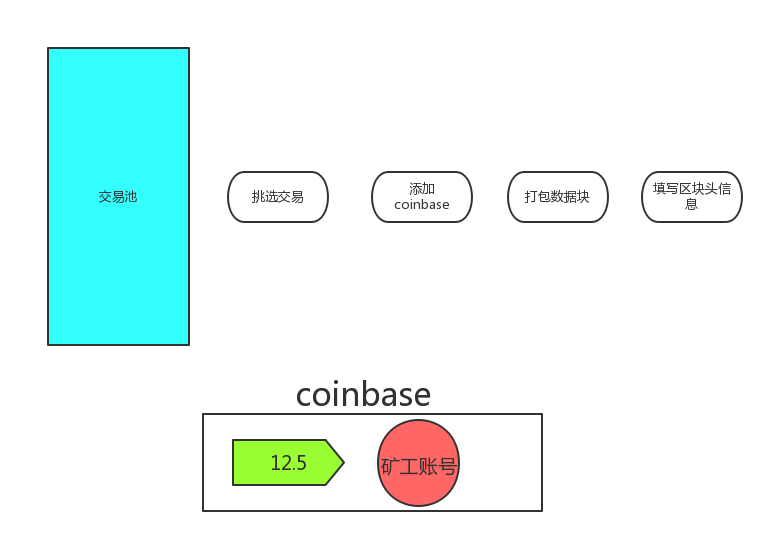 交易池
挑选交易
添加
coinbase
打包数据块
填写区块头信
息
coinbase
12.5
矿工账号